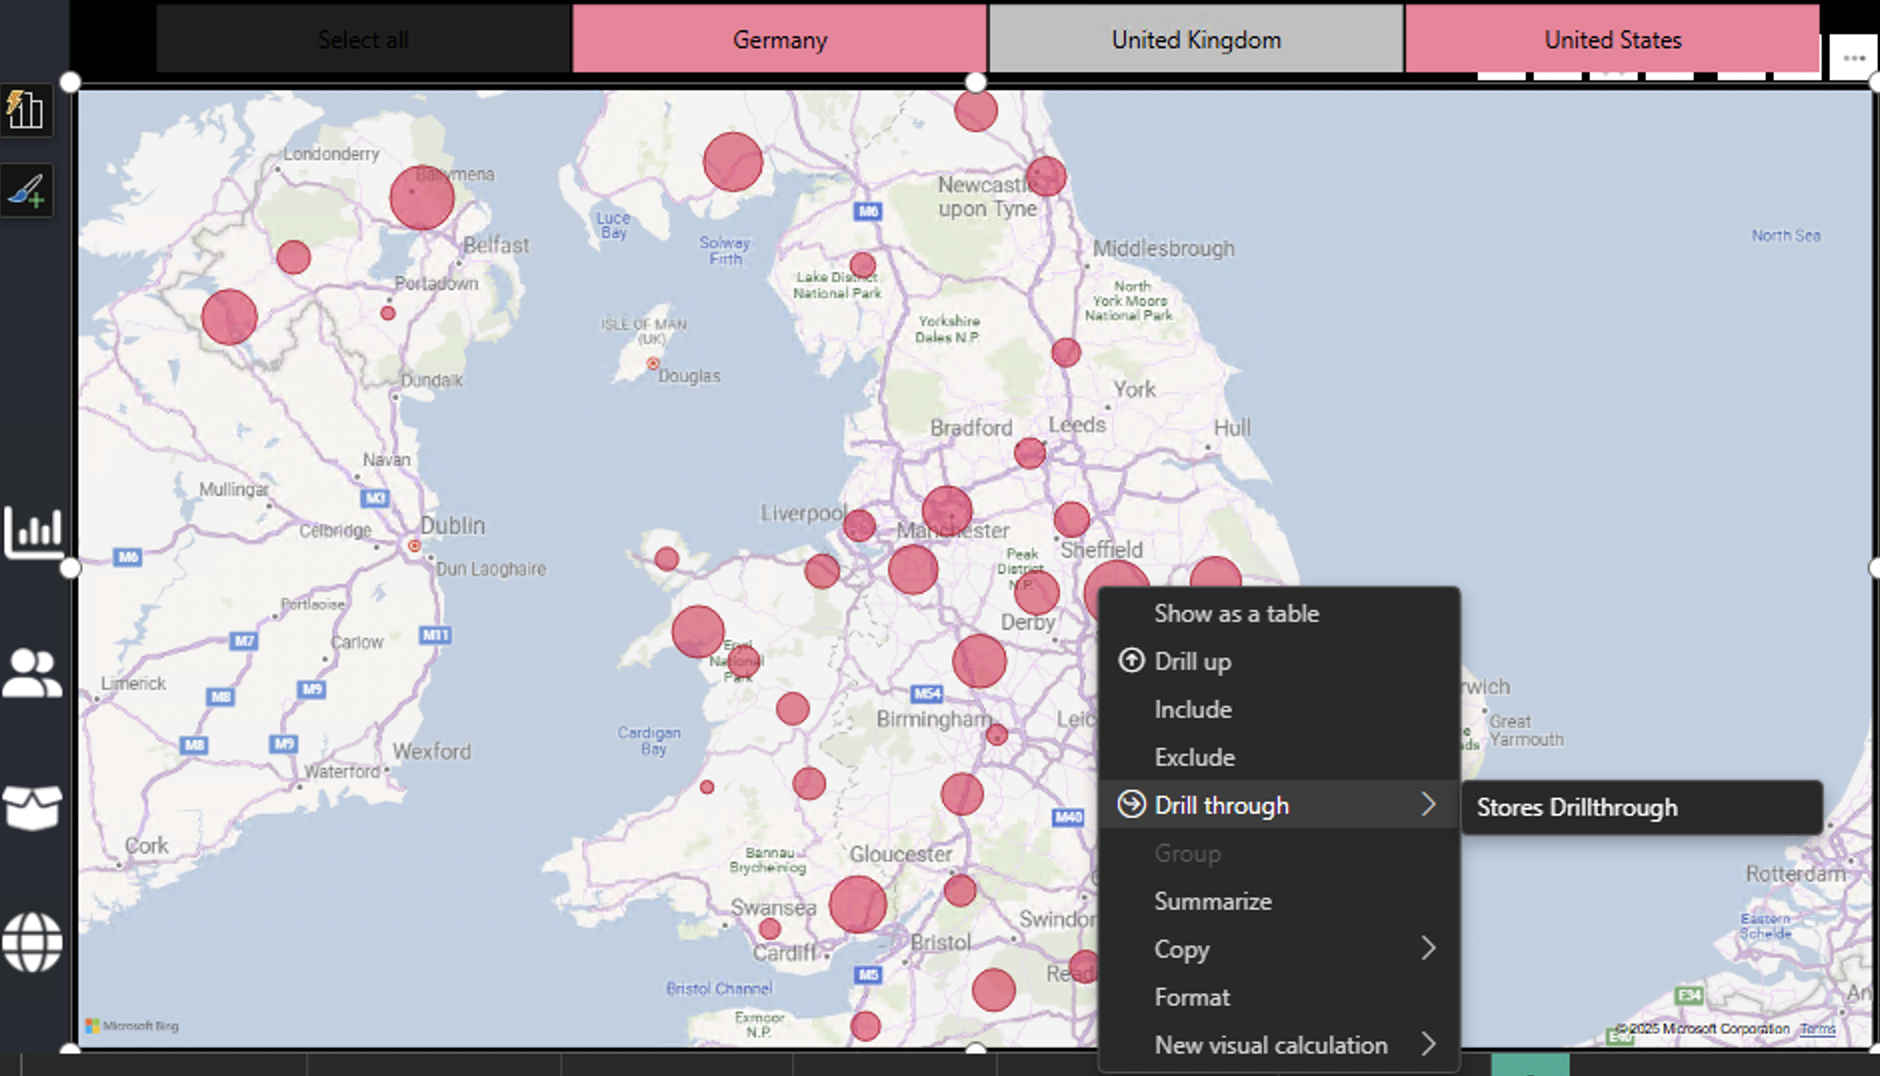 Select all
Germany
United Kingdom
United States
Londonderry
Ballymena
Belfast
Portadown
Luce
Bay
Solway
Firth
M6
Newcastle
upon Tyne
Middlesbrough
North Sea
Lake District
National Park
North
York Moors
National Park
Yorkshire
Dales N.P.
ISLE OF MAN
(UK)
Douglas
Dundalk
York
Bradford
Leeds
Hull
Navan
Mullingar
M3
Celbridge
Dublin
M6
Dun Laoghaire
Liverpool
Manchester
Sheffield
Peak
District
N.P.
Derby
Portlaoise
M7
M11
Carlow
Limerick
M8
M9
Eryri
National
Park
M54
Birmingham
Leic
M8
M9
Cardigan
Bay
Wexford
Waterford
rwich
Great
Yarmouth
M40
Cork
Bannau
Brycheiniog
Gloucester
Swansea
Cardiff
Bristol
Swindon
M5
Bristol Channel
Exmoor
N.P.
Rotterdam
Eastern
Schelde
E34
An
Show as a table
Drill up
Include
Exclude
Drill through
Stores Drillthrough
Group
Summarize
Copy
Format
New visual calculation
Microsoft Bing
©2025 Microsoft Corporation Terms